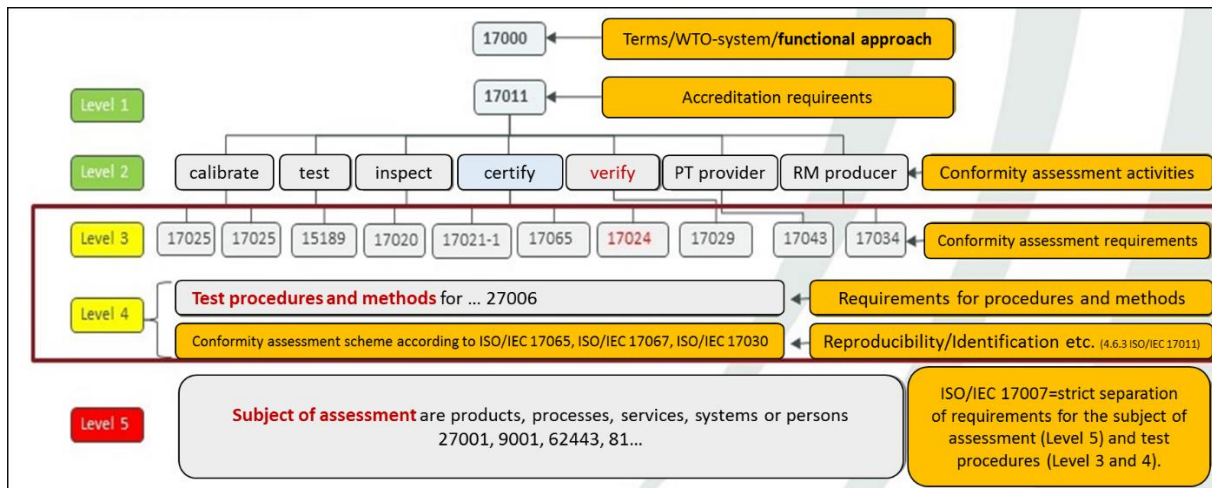 17000
Terms/WTO-system/functional approach
Level 1
17011
Accreditation requireents
Level 2
calibrate
test
inspect
certify
verify
PT provider
RM producer
Conformity assessment activities
Level 3
17025
17025
15189
17020
17021-1
17065
17024
17029
17043
17034
Conformity assessment requirements
Level 4
Test procedures and methods for ... 27006
Requirements for procedures and methods
Conformity assessment scheme according to ISO/IEC 17065, ISO/IEC 17067, ISO/IEC 17030
Reproducibility/Identification etc. (4.6.3 ISO/IEC 17011)
Level 5
Subject of assessment are products, processes, services, systems or persons
27001, 9001, 62443, 81...
ISO/IEC 17007=strict separation
of requirements for the subject of
assessment (Level 5) and test
procedures (Level 3 and 4).